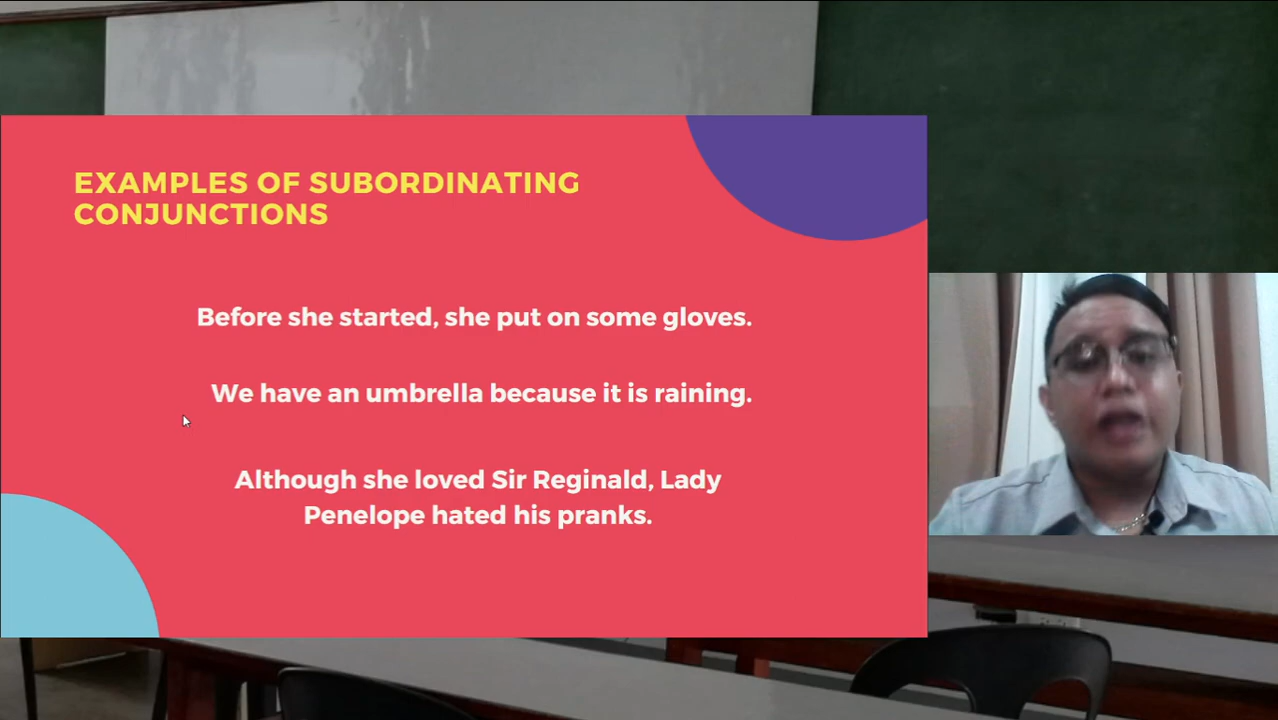 EXAMPLES OF SUBORDINATING
CONJUNCTIONS
Before she started, she put on some gloves.
We have an umbrella because it is raining.
Although she loved Sir Reginald, Lady
Penelope hated his pranks.